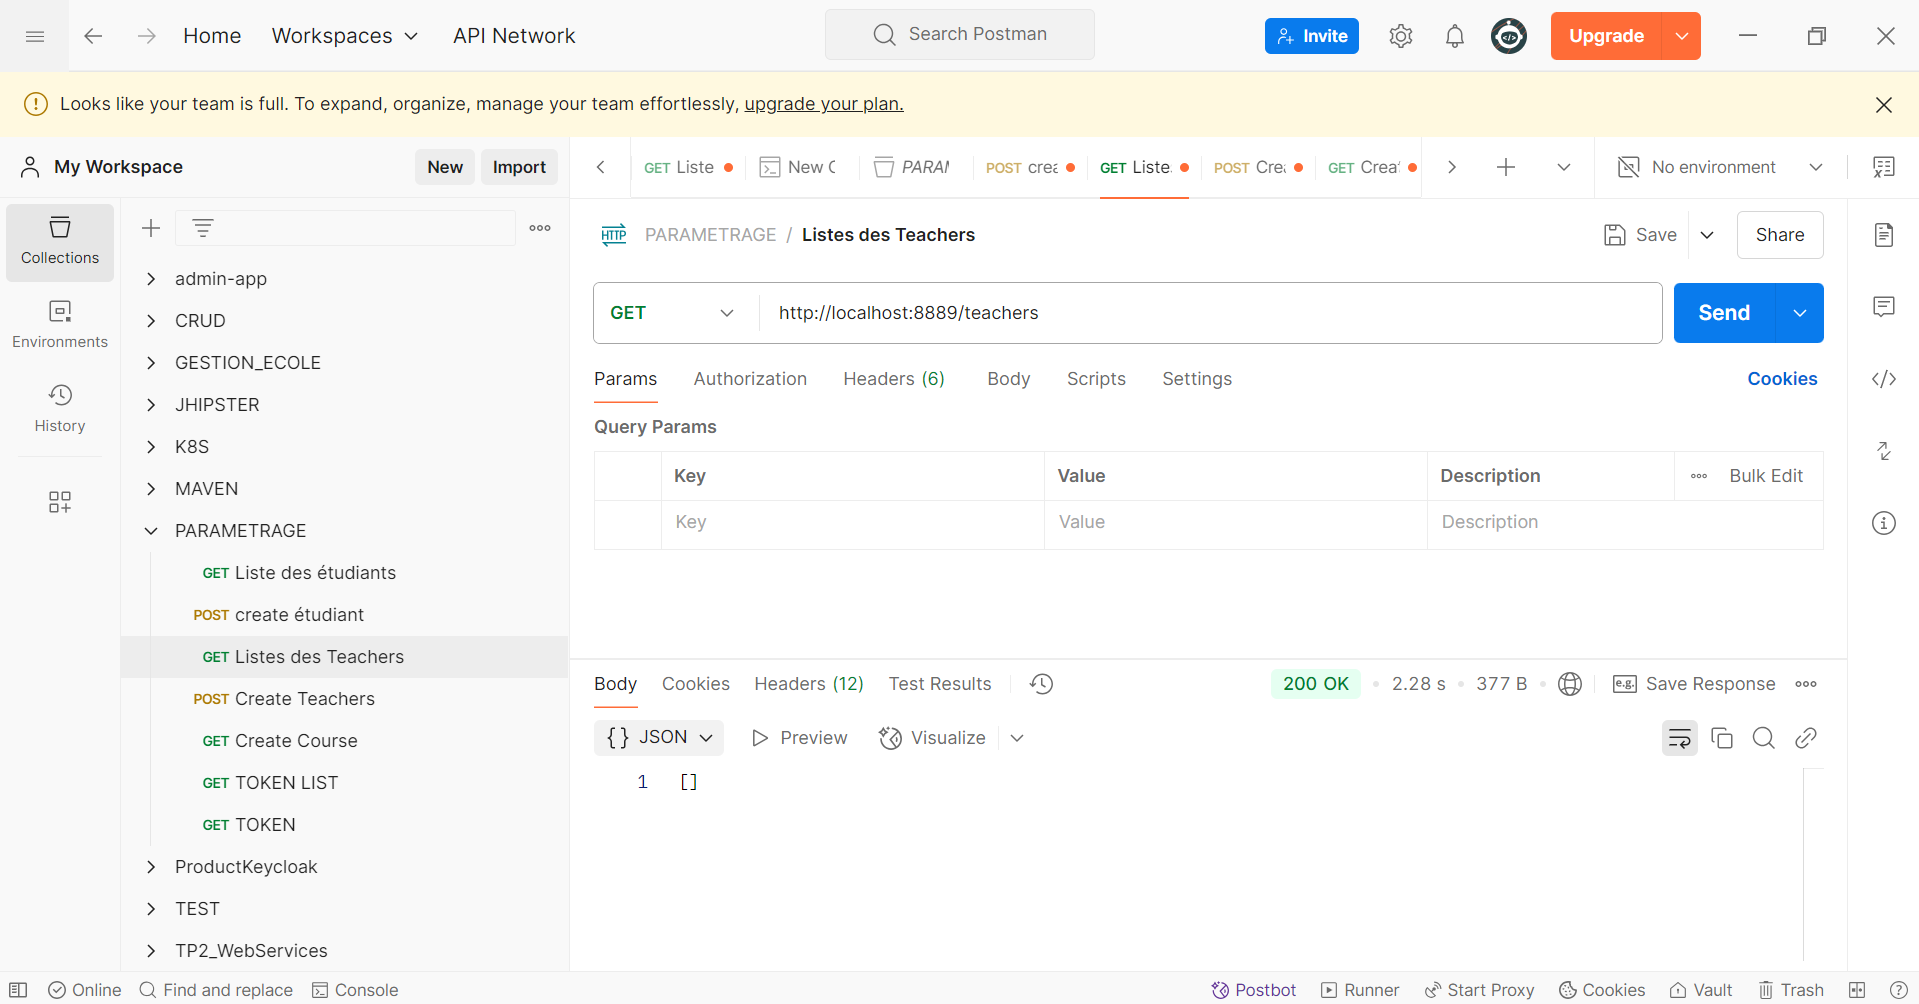 Home Workspaces API Network Search Postman Invite Upgrade
Looks like your team is full. To expand, organize, manage your team effortlessly, upgrade your plan.
My Workspace New Import
Collections
Environments
History
admin-app
CRUD
GESTION_ECOLE
JHIPSTER
K8S
MAVEN
PARAMETRAGE
GET Liste des étudiants
POST create étudiant
GET Listes des Teachers
POST Create Teachers
GET Create Course
GET TOKEN LIST
GET TOKEN
ProductKeycloak
TEST
TP2_WebServices
GET Liste New C PARAM POST crea GET Liste POST Cre GET Creat No environment
HTTP PARAMETRAGE / Listes des Teachers Save Share
GET http://localhost:8889/teachers Send
Params Authorization Headers (6) Body Scripts Settings Cookies
Query Params
Key Value Description Bulk Edit
Key Value Description
Body Cookies Headers (12) Test Results 200 OK 2.28 s 377 B e.g. Save Response
{} JSON Preview Visualize
1 []
Online Find and replace Console Postbot Runner Start Proxy Cookies Vault Trash